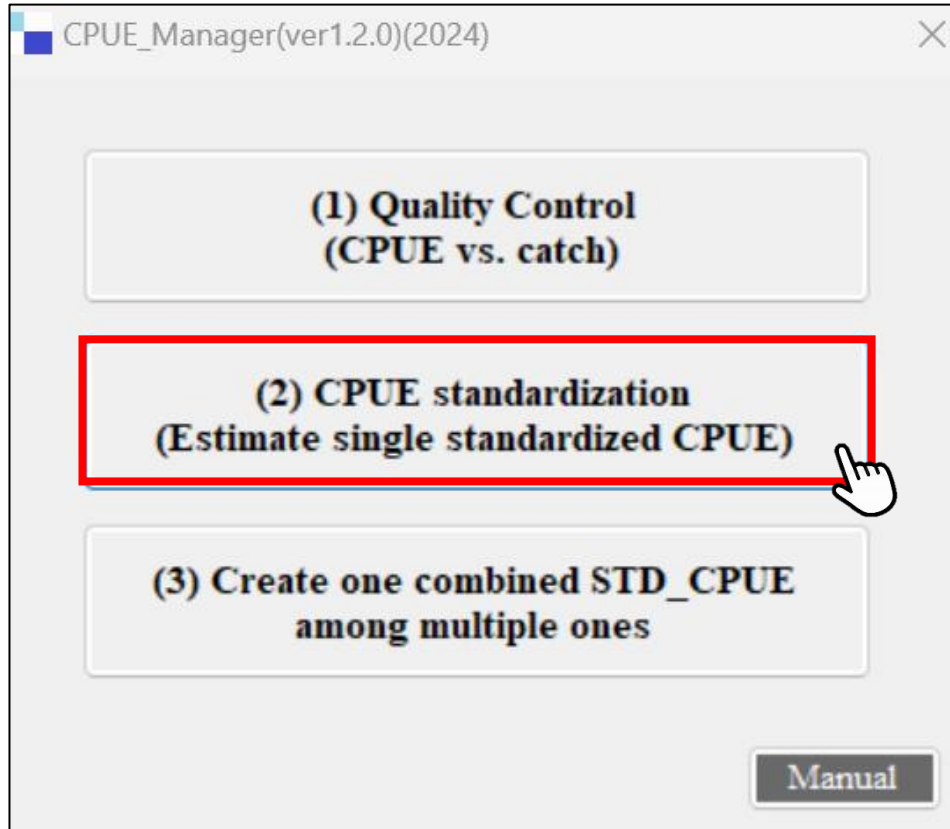 CPUE_Manager(ver1.2.0)(2024)
(1) Quality Control
(CPUE vs. catch)
(2) CPUE standardization
(Estimate single standardized CPUE)
(3) Create one combined STD_CPUE
among multiple ones
Manual